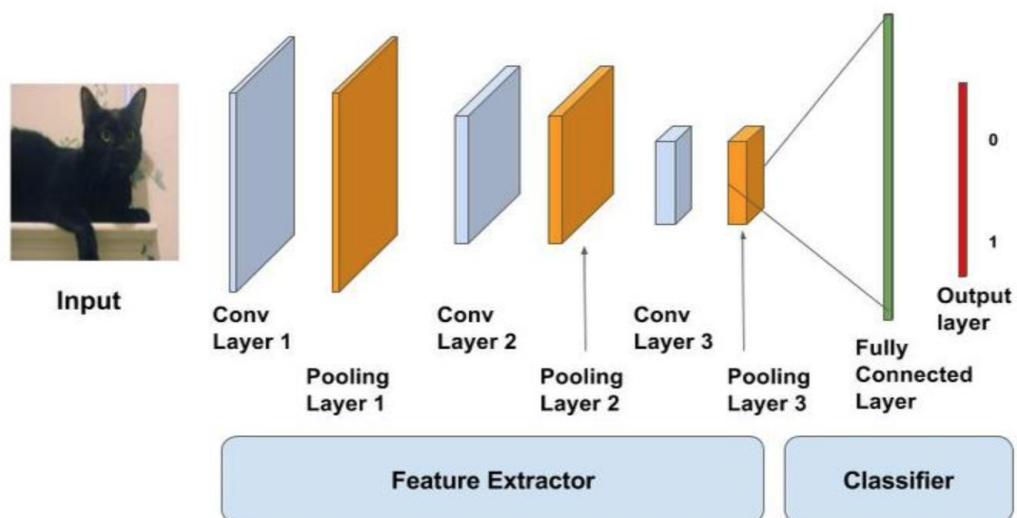 Input
Conv
Layer 1
Pooling
Layer 1
Conv
Layer 2
Pooling
Layer 2
Conv
Layer 3
Pooling
Layer 3
Fully
Connected
Layer
0
1
Output
layer
Feature Extractor
Classifier